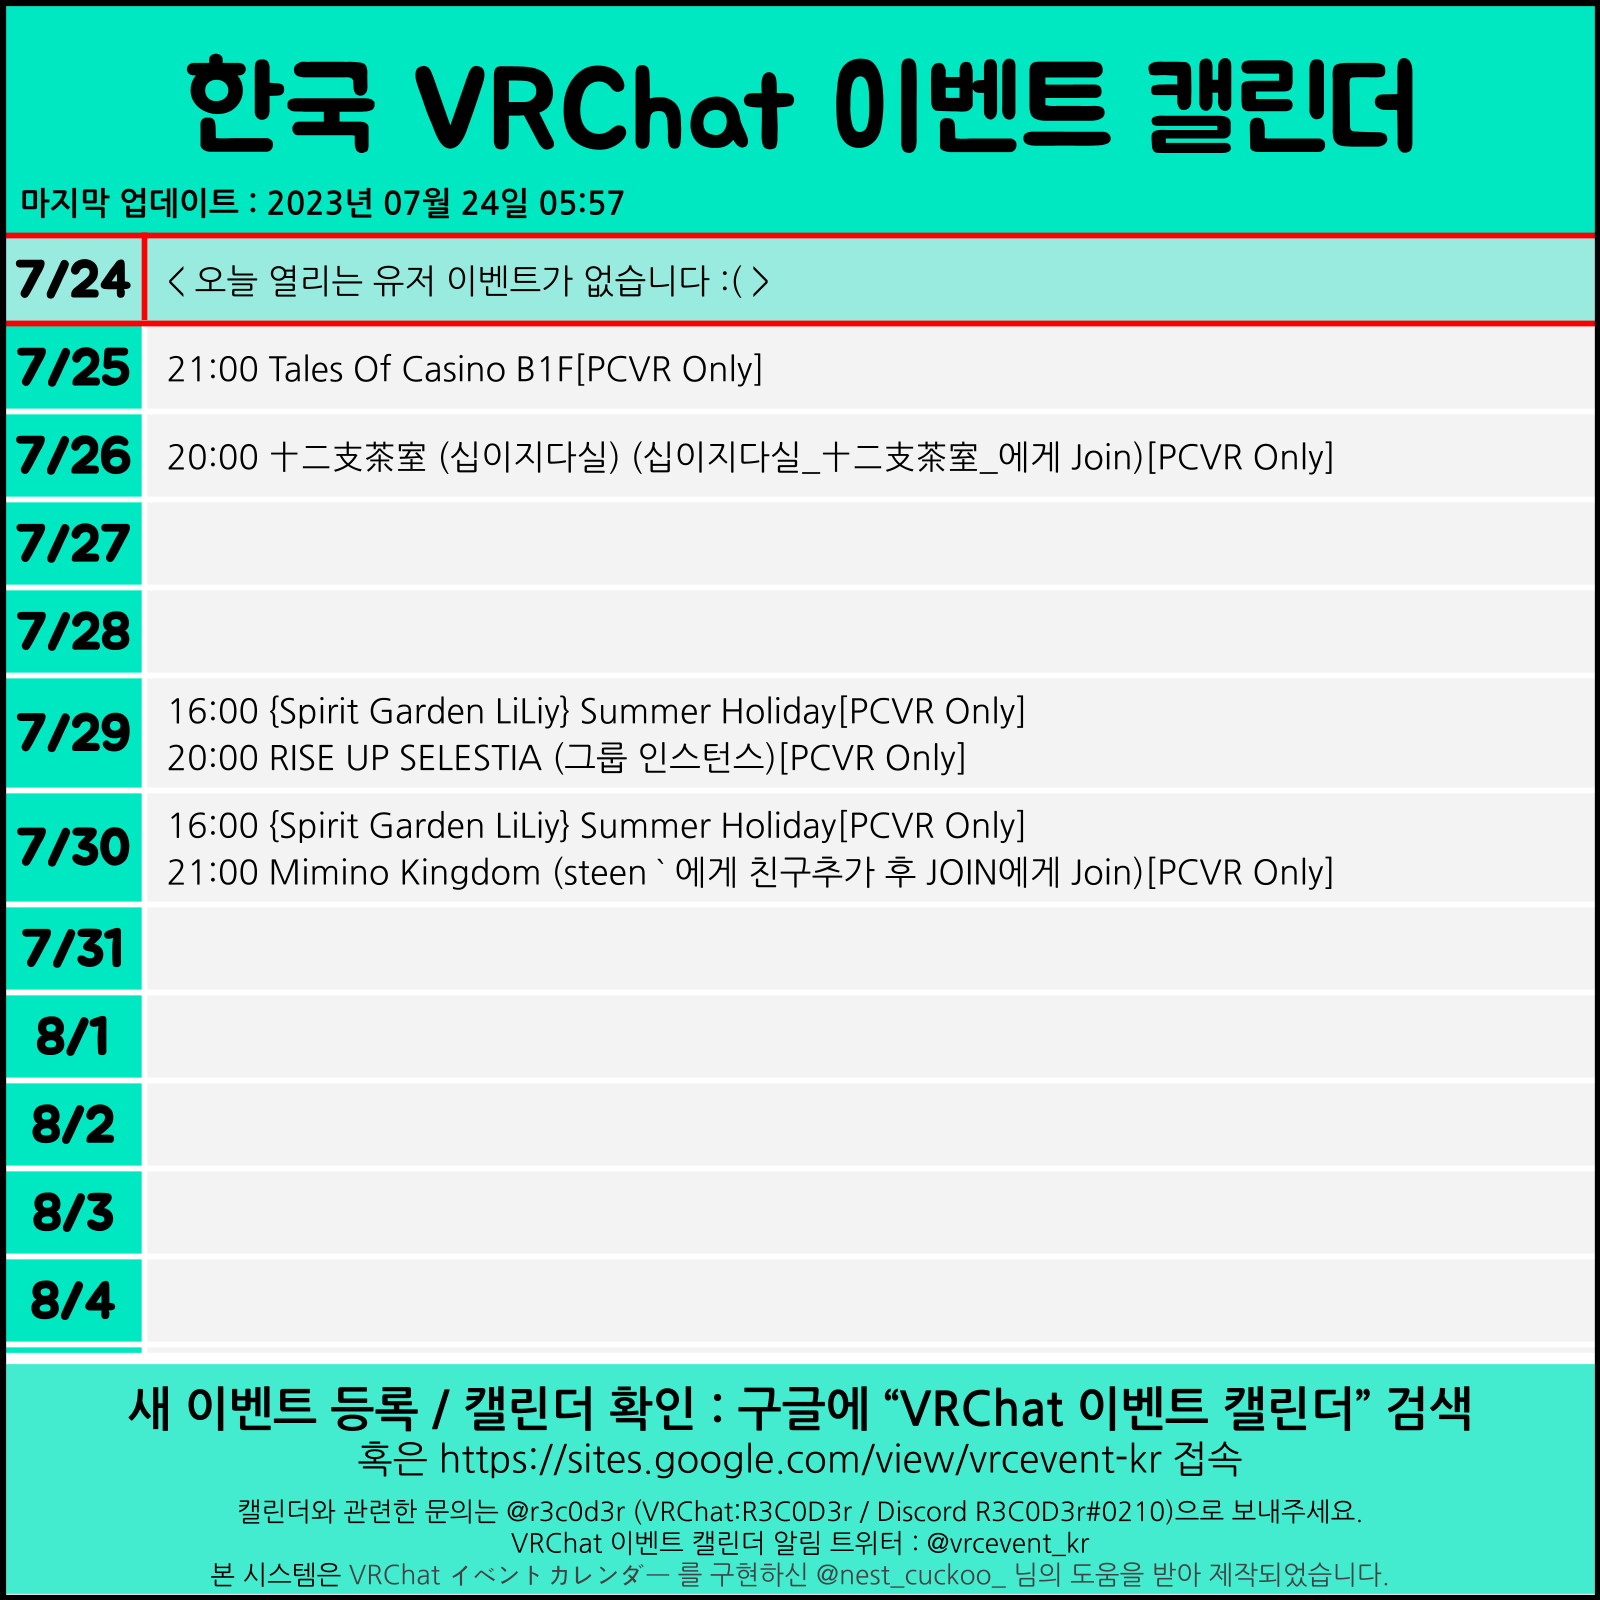 한국 VRChat 이벤트 캘린더
마지막 업데이트 : 2023년 07월 24일 05:57
7/24 < 오늘 열리는 유저 이벤트가 없습니다 :( >
7/25 21:00 Tales Of Casino B1F[PCVR Only]
7/26 20:00 十二支茶室 (십이지다실) (십이지다실_十二支茶室_에게 Join)[PCVR Only]
7/27
7/28
7/29
16:00 {Spirit Garden LiLiy} Summer Holiday[PCVR Only]
20:00 RISE UP SELESTIA (그룹 인스턴스)[PCVR Only]
7/30
16:00 {Spirit Garden LiLiy} Summer Holiday[PCVR Only]
21:00 Mimino Kingdom (steen ` 에게 친구추가 후 JOIN에게 Join)[PCVR Only]
7/31
8/1
8/2
8/3
8/4
새 이벤트 등록 / 캘린더 확인 : 구글에 “VRChat 이벤트 캘린더” 검색
혹은 https://sites.google.com/view/vrcevent-kr 접속
캘린더와 관련한 문의는 @r3c0d3r (VRChat:R3C0D3r / Discord R3C0D3r#0210)으로 보내주세요.
VRChat 이벤트 캘린더 알림 트위터 : @vrcevent_kr
본 시스템은 VRChat イベントカレンダー 를 구현하신 @nest_cuckoo_ 님의 도움을 받아 제작되었습니다.